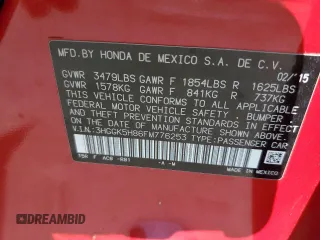 MFD.BY HONDA DE MEXICO S.A. DE C.V.
02/15
GVWR 3479LBS GAWR F 1854LBS R 1625LBS
GVWR 1578KG GAWR F 841KG R 737KG
THIS VEHICLE CONFORMS TO ALL APPLICABLE
FEDERAL MOTOR VEHICLE SAFETY, BUMPER
AND THEFT PREVENTION STANDARDS IN EFFECT
ON THE DATE OF MANUFACTURE SHOWN ABOVE.
V.I.N.:3HGGK5H86FM776253 TYPE:PASSENGER CAR
-A -M
MADE IN MEXICO
DREAMBID